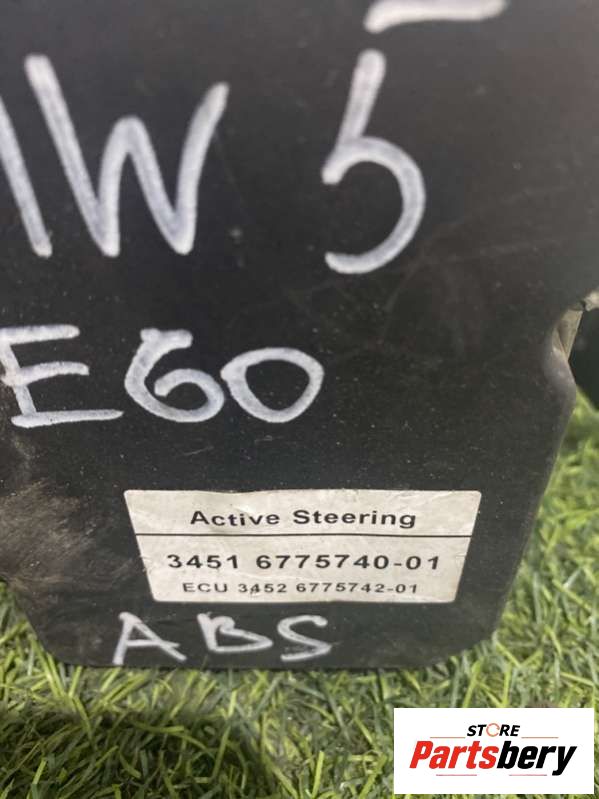 W 5
E60
Active Steering
3451 6775740-01
ECU 3452 6775742-01
ABS
STORE
Partsbery